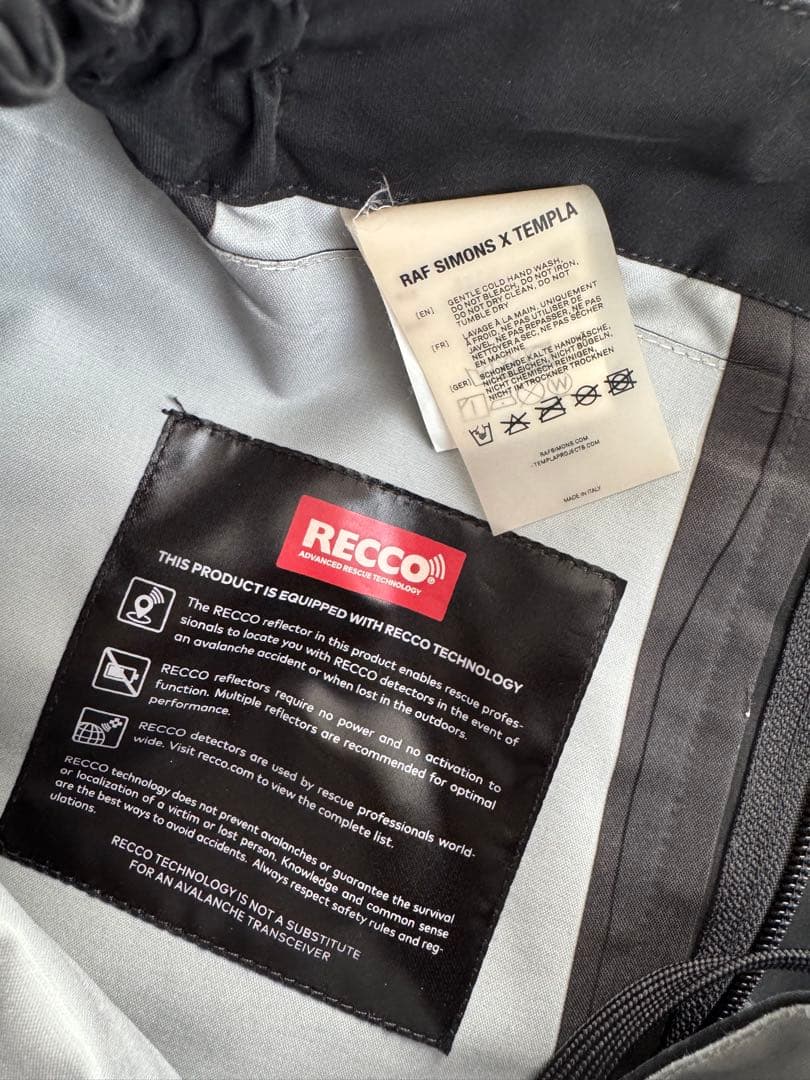 RAF SIMONS X TEMPLA
[EN] GENTLE COLD HAND WASH,
DO NOT BLEACH, DO NOT IRON,
DO NOT DRY CLEAN, DO NOT
TUMBLE DRY
[FR] LAVAGE À LA MAIN, UNIQUEMENT
À FROID, NE PAS UTILISER DE
JAVEL, NE PAS REPASSER, NE PAS
NETTOYER A SEC, NE PAS SÉCHER
EN MACHINE
[GER] SCHONENDE KALTE HANDWÄSCHE,
NICHT BLEICHEN, NICHT BÜGELN,
NICHT CHEMISCH REINIGEN,
NICHT IM TROCKNER TROCKNEN
W
RAFSIMONS.COM
TEMPLAPROJECTS.COM
MADE IN ITALY
RECCO®
ADVANCED RESCUE TECHNOLOGY
THIS PRODUCT IS EQUIPPED WITH RECCO TECHNOLOGY
The RECCO reflector in this product enables rescue profes-
sionals to locate you with RECCO detectors in the event of
an avalanche accident or when lost in the outdoors.
RECCO reflectors require no power and no activation to
function. Multiple reflectors are recommended for optimal
performance.
RECCO detectors are used by rescue professionals world-
wide. Visit recco.com to view the complete list.
RECCO technology does not prevent avalanches or guarantee the survival
or localization of a victim or lost person. Knowledge and common sense
are the best ways to avoid accidents. Always respect safety rules and reg-
ulations.
RECCO TECHNOLOGY IS NOT A SUBSTITUTE
FOR AN AVALANCHE TRANSCEIVER